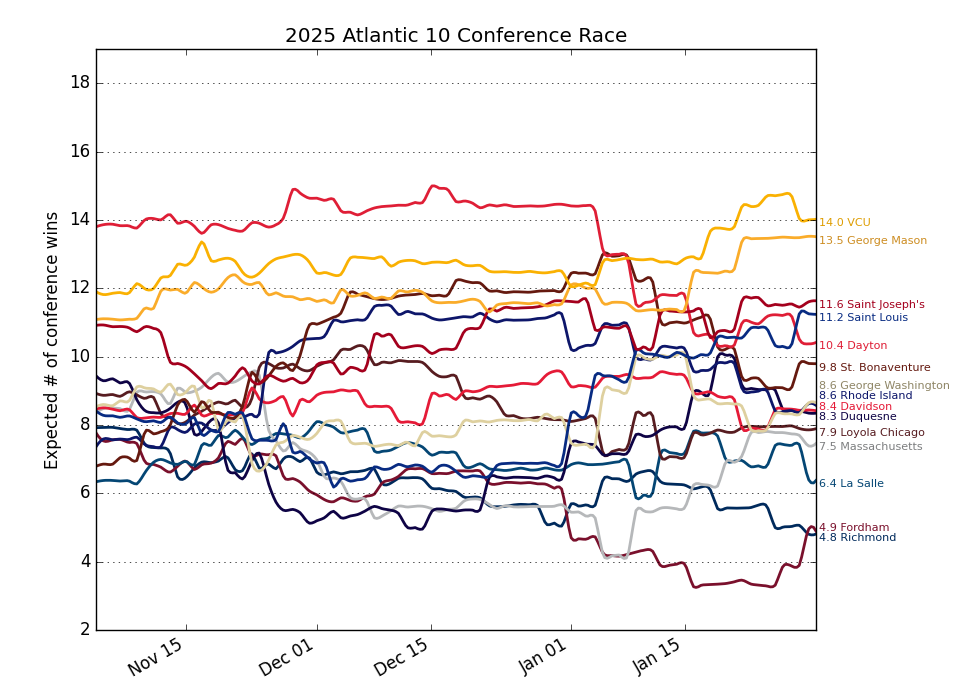 2025 Atlantic 10 Conference Race
Expected # of conference wins
18
16
14
12
10
8
6
4
2
Nov 15
Dec 01
Dec 15
Jan 01
Jan 15
14.0 VCU
13.5 George Mason
11.6 Saint Joseph's
11.2 Saint Louis
10.4 Dayton
9.8 St. Bonaventure
8.6 George Washington
8.6 Rhode Island
8.4 Davidson
8.3 Duquesne
7.9 Loyola Chicago
7.5 Massachusetts
6.4 La Salle
4.9 Fordham
4.8 Richmond